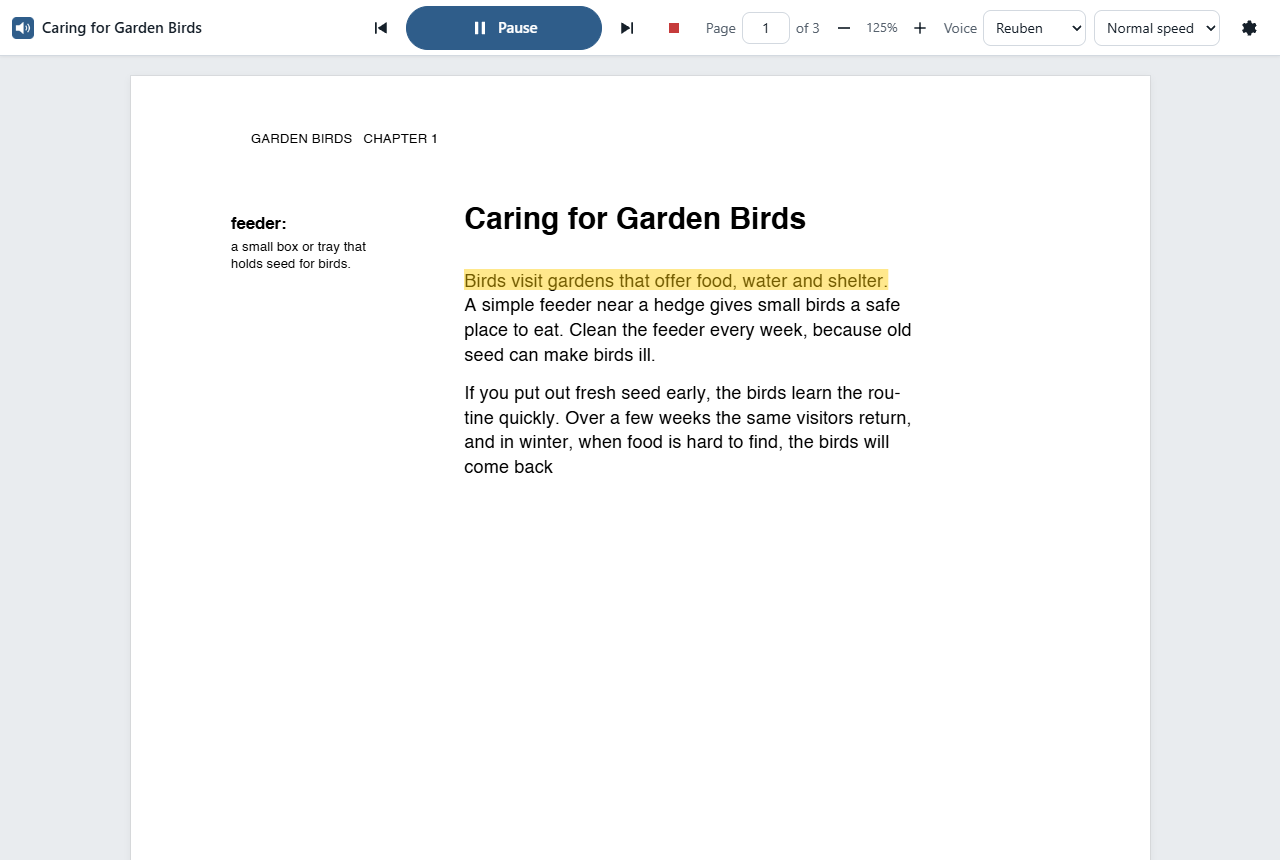 Caring for Garden Birds
Pause
Page 1 of 3
125%
Voice Reuben
Normal speed
GARDEN BIRDS CHAPTER 1
feeder:
a small box or tray that
holds seed for birds.
Caring for Garden Birds
Birds visit gardens that offer food, water and shelter.
A simple feeder near a hedge gives small birds a safe
place to eat. Clean the feeder every week, because old
seed can make birds ill.
If you put out fresh seed early, the birds learn the rou-
tine quickly. Over a few weeks the same visitors return,
and in winter, when food is hard to find, the birds will
come back